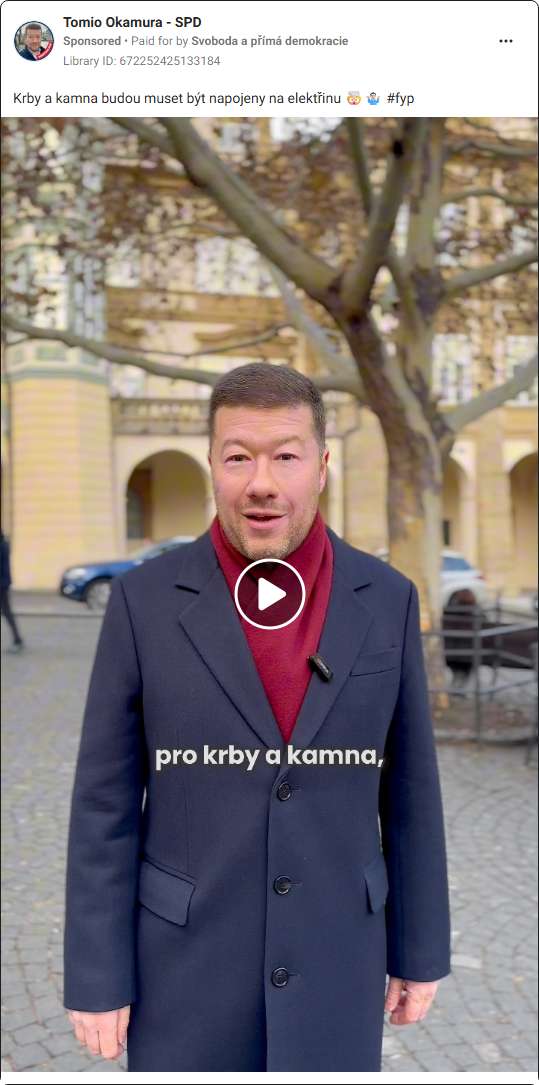 Tomio Okamura - SPD
Sponsored • Paid for by Svoboda a přímá demokracie
Library ID: 672252425133184
Krby a kamna budou muset být napojeny na elektřinu 🤯 🤷🏻‍♂️ #fyp
pro krby a kamna,